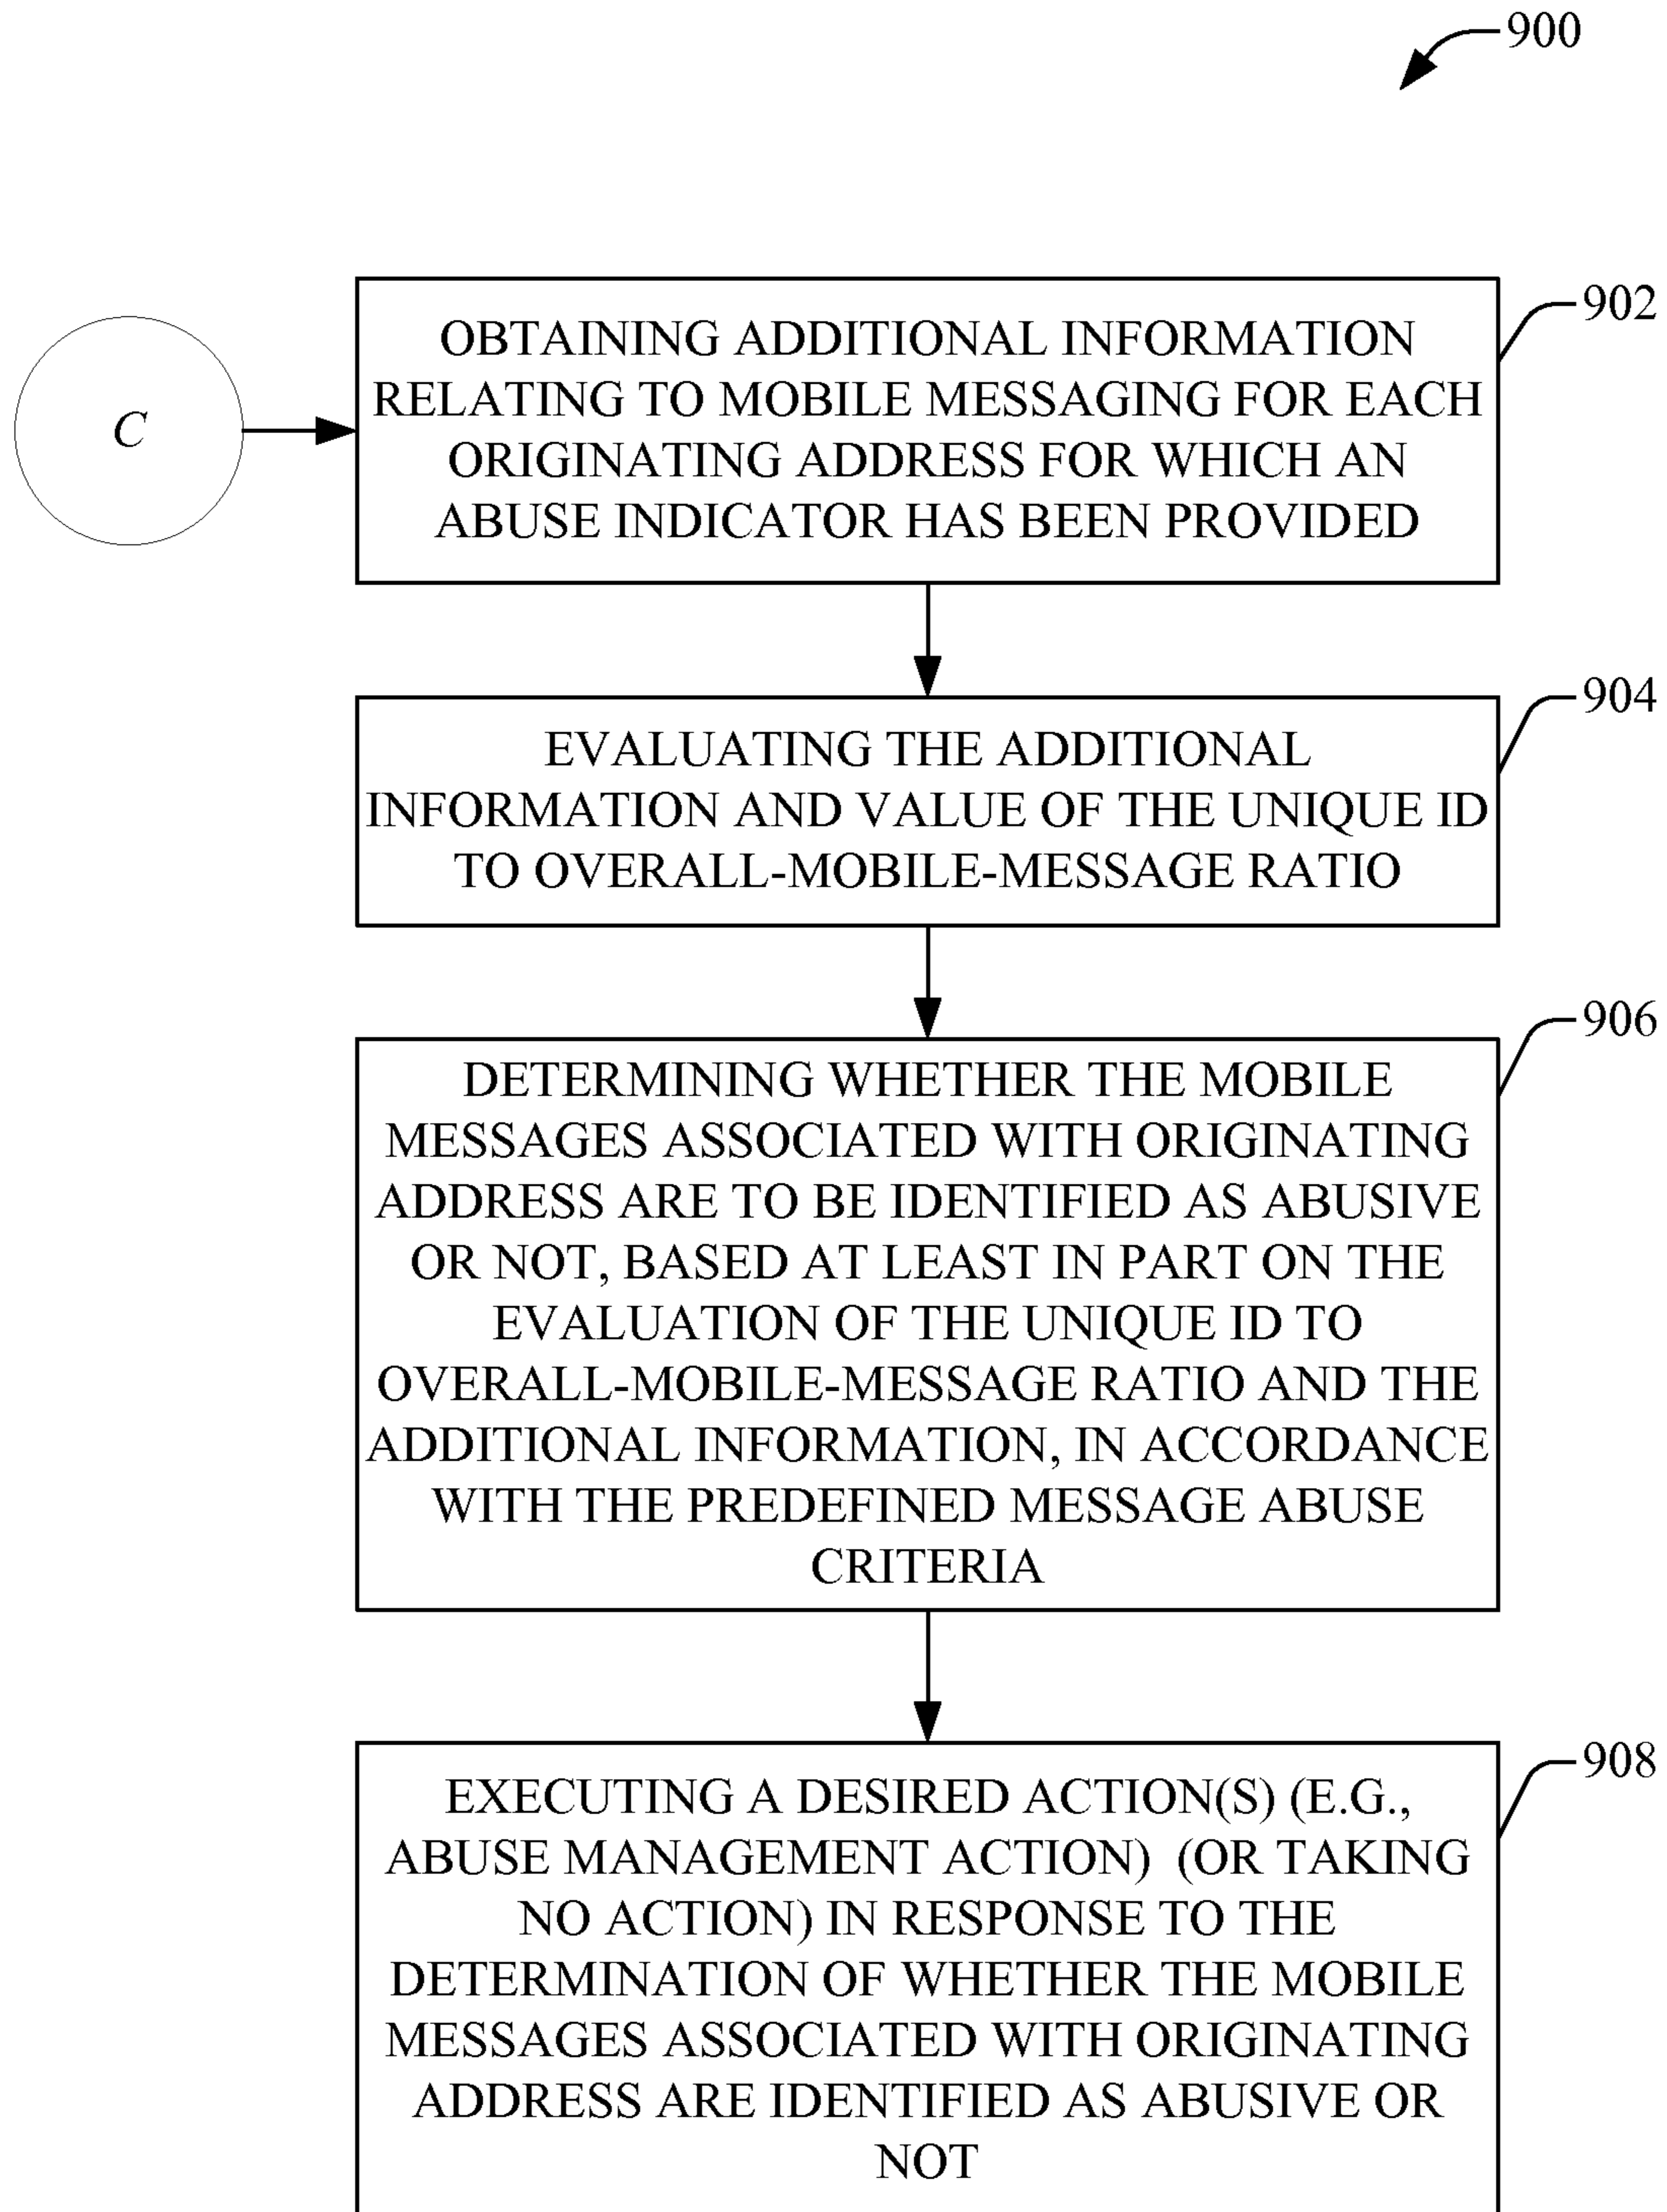 900
902
C
OBTAINING ADDITIONAL INFORMATION
RELATING TO MOBILE MESSAGING FOR EACH
ORIGINATING ADDRESS FOR WHICH AN
ABUSE INDICATOR HAS BEEN PROVIDED
904
EVALUATING THE ADDITIONAL
INFORMATION AND VALUE OF THE UNIQUE ID
TO OVERALL-MOBILE-MESSAGE RATIO
906
DETERMINING WHETHER THE MOBILE
MESSAGES ASSOCIATED WITH ORIGINATING
ADDRESS ARE TO BE IDENTIFIED AS ABUSIVE
OR NOT, BASED AT LEAST IN PART ON THE
EVALUATION OF THE UNIQUE ID TO
OVERALL-MOBILE-MESSAGE RATIO AND THE
ADDITIONAL INFORMATION, IN ACCORDANCE
WITH THE PREDEFINED MESSAGE ABUSE
CRITERIA
908
EXECUTING A DESIRED ACTION(S) (E.G.,
ABUSE MANAGEMENT ACTION) (OR TAKING
NO ACTION) IN RESPONSE TO THE
DETERMINATION OF WHETHER THE MOBILE
MESSAGES ASSOCIATED WITH ORIGINATING
ADDRESS ARE IDENTIFIED AS ABUSIVE OR
NOT